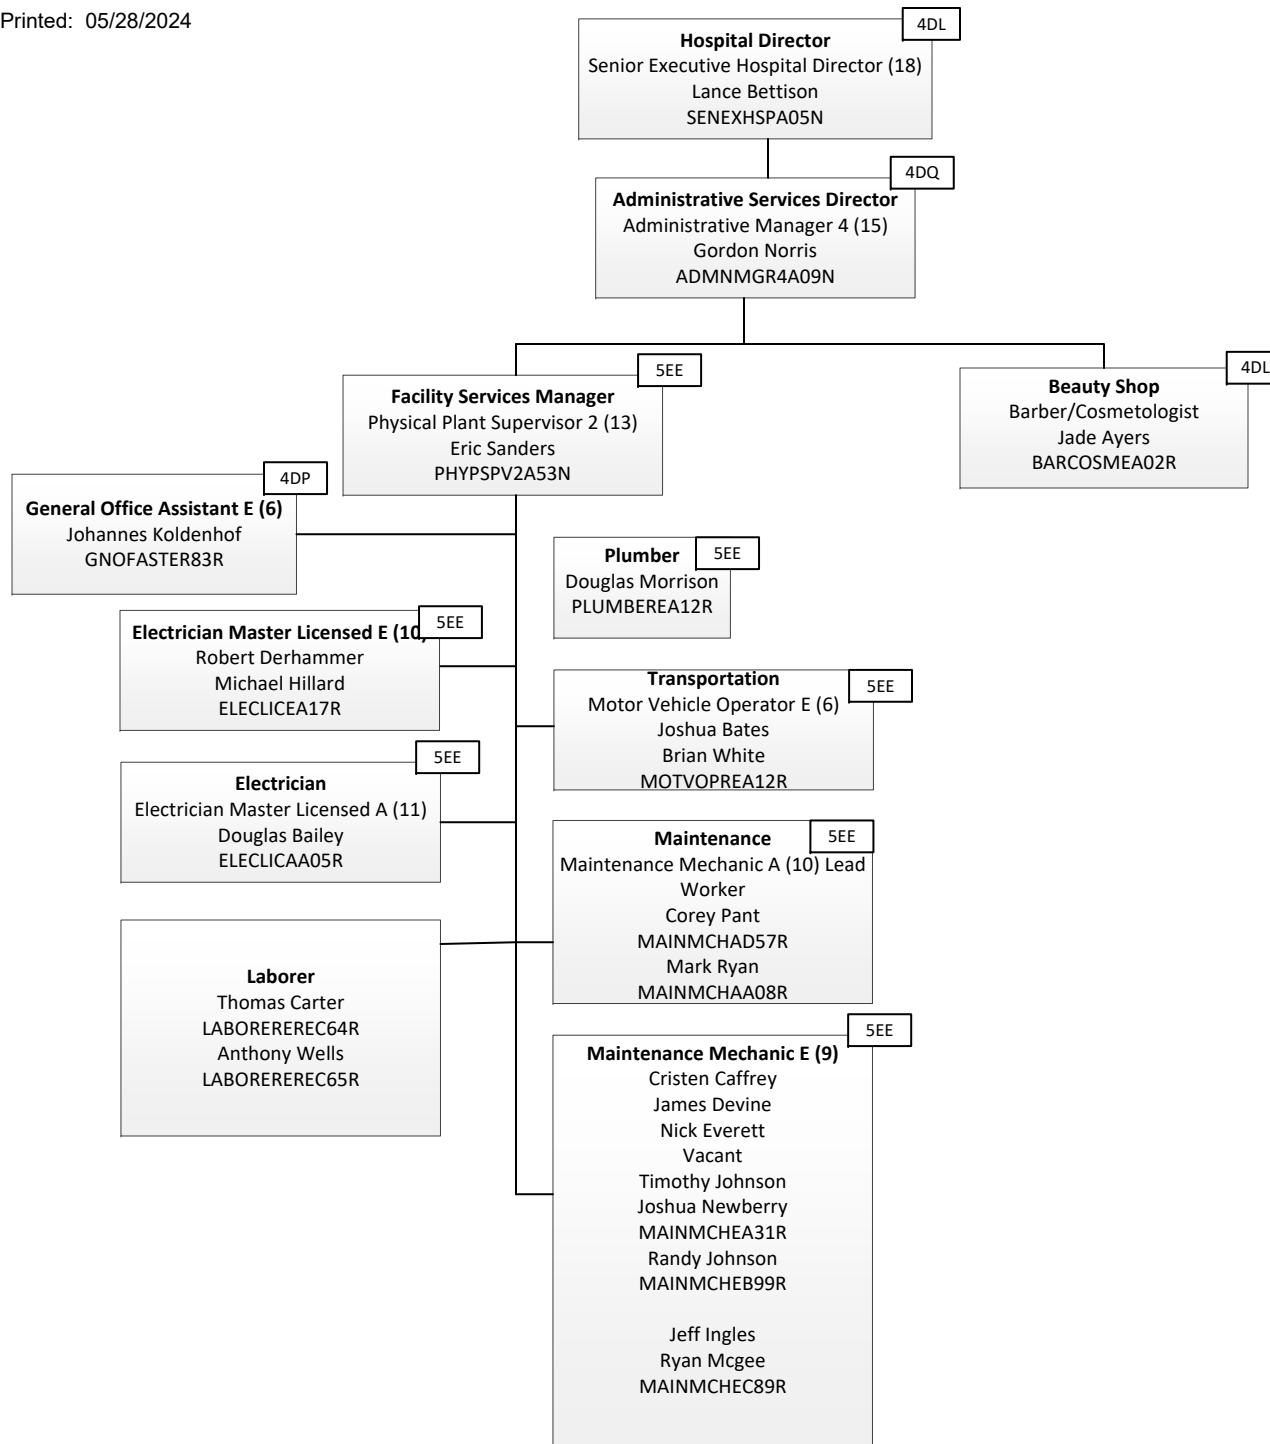 Printed: 05/28/2024
4DL
Hospital Director
Senior Executive Hospital Director (18)
Lance Bettison
SENEXHSPA05N
4DQ
Administrative Services Director
Administrative Manager 4 (15)
Gordon Norris
ADMNMGR4A09N
5EE
Facility Services Manager
Physical Plant Supervisor 2 (13)
Eric Sanders
PHYPSPV2A53N
4DL
Beauty Shop
Barber/Cosmetologist
Jade Ayers
BARCOSMEA02R
4DP
General Office Assistant E (6)
Johannes Koldenhof
GNOFASTER83R
5EE
Plumber
Douglas Morrison
PLUMBEREA12R
5EE
Electrician Master Licensed E (10)
Robert Derhammer
Michael Hillard
ELECLICEA17R
5EE
Transportation
Motor Vehicle Operator E (6)
Joshua Bates
Brian White
MOTVOPREA12R
5EE
Electrician
Electrician Master Licensed A (11)
Douglas Bailey
ELECLICAA05R
5EE
Maintenance
Maintenance Mechanic A (10) Lead
Worker
Corey Pant
MAINMCHAD57R
Mark Ryan
MAINMCHAA08R
Laborer
Thomas Carter
LABOREREREC64R
Anthony Wells
LABOREREREC65R
5EE
Maintenance Mechanic E (9)
Cristen Caffrey
James Devine
Nick Everett
Vacant
Timothy Johnson
Joshua Newberry
MAINMCHEA31R
Randy Johnson
MAINMCHEB99R
Jeff Ingles
Ryan Mcgee
MAINMCHEC89R